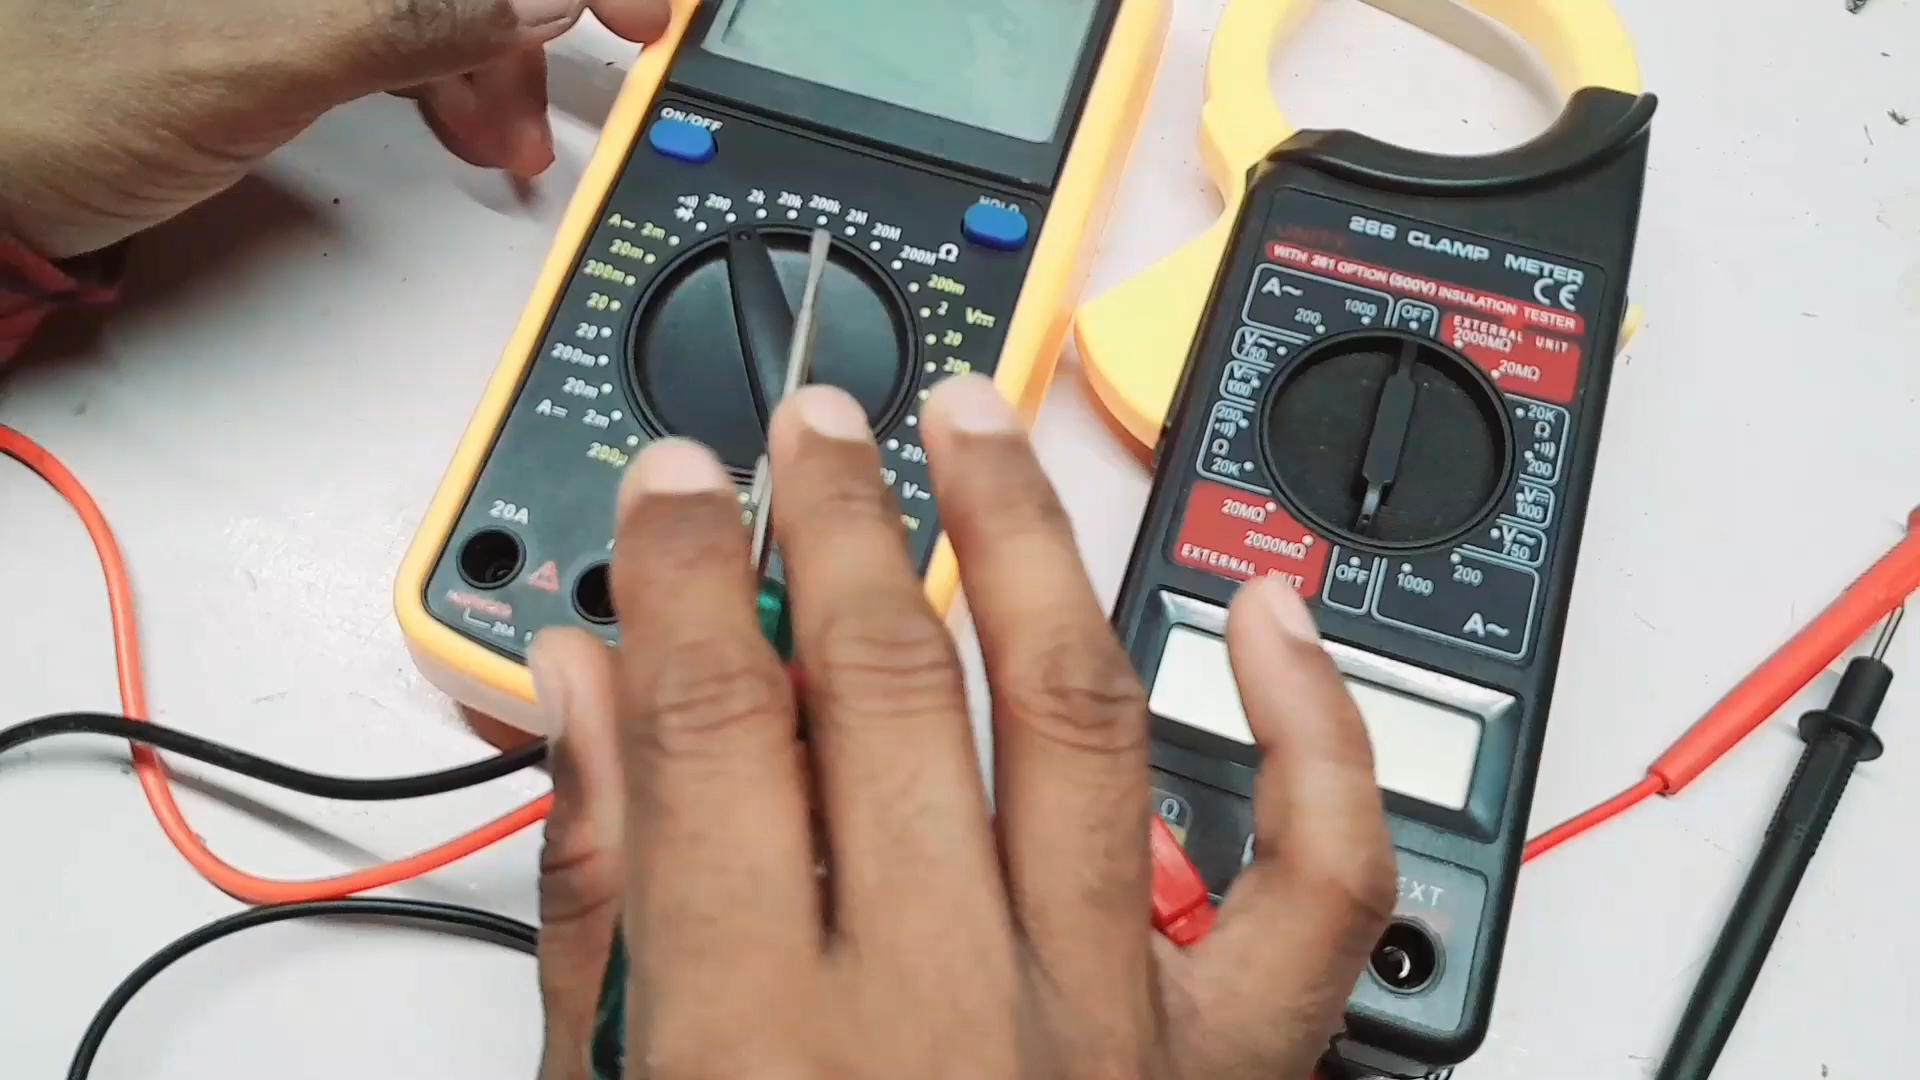 ON/OFF
HOLD
200
2k
20k
200k
2M
20M
200MΩ
A~ 2m
20m
200m
20
20
200m
20m
A= 2m
200µ
200m
2
V
20
200
V~
20A
20A
266 CLAMP METER
CE
WITH 261 OPTION (500V) INSULATION TESTER
A~
200
1000
OFF
EXTERNAL UNIT
2000MΩ
20MΩ
V~
750
V
1000
200
Ω
20K
20K
Ω
200
V
1000
V~
750
20MΩ
2000MΩ
EXTERNAL UNIT
OFF
1000
200
A~
Ω
EXT